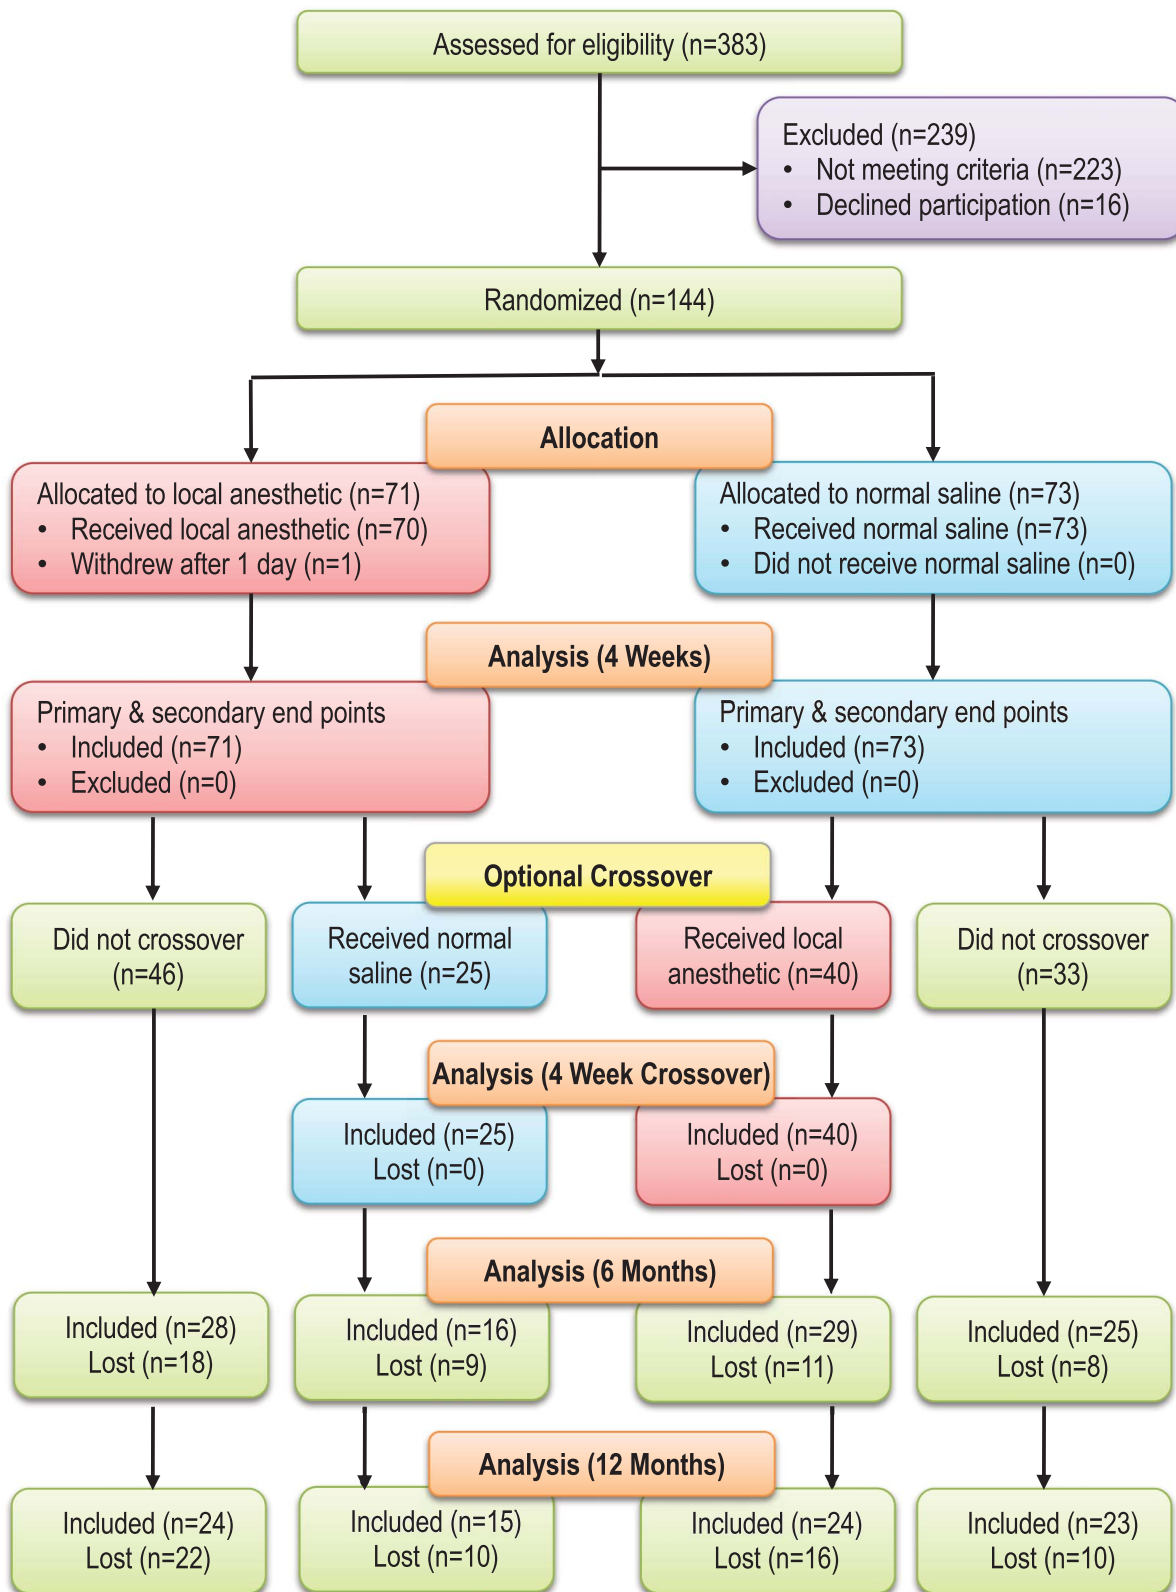 Assessed for eligibility (n=383)
Excluded (n=239)
• Not meeting criteria (n=223)
• Declined participation (n=16)
Randomized (n=144)
Allocation
Allocated to local anesthetic (n=71)
• Received local anesthetic (n=70)
• Withdrew after 1 day (n=1)
Allocated to normal saline (n=73)
• Received normal saline (n=73)
• Did not receive normal saline (n=0)
Analysis (4 Weeks)
Primary & secondary end points
• Included (n=71)
• Excluded (n=0)
Primary & secondary end points
• Included (n=73)
• Excluded (n=0)
Optional Crossover
Did not crossover
(n=46)
Received normal
saline (n=25)
Received local
anesthetic (n=40)
Did not crossover
(n=33)
Analysis (4 Week Crossover)
Included (n=25)
Lost (n=0)
Included (n=40)
Lost (n=0)
Analysis (6 Months)
Included (n=28)
Lost (n=18)
Included (n=16)
Lost (n=9)
Included (n=29)
Lost (n=11)
Included (n=25)
Lost (n=8)
Analysis (12 Months)
Included (n=24)
Lost (n=22)
Included (n=15)
Lost (n=10)
Included (n=24)
Lost (n=16)
Included (n=23)
Lost (n=10)